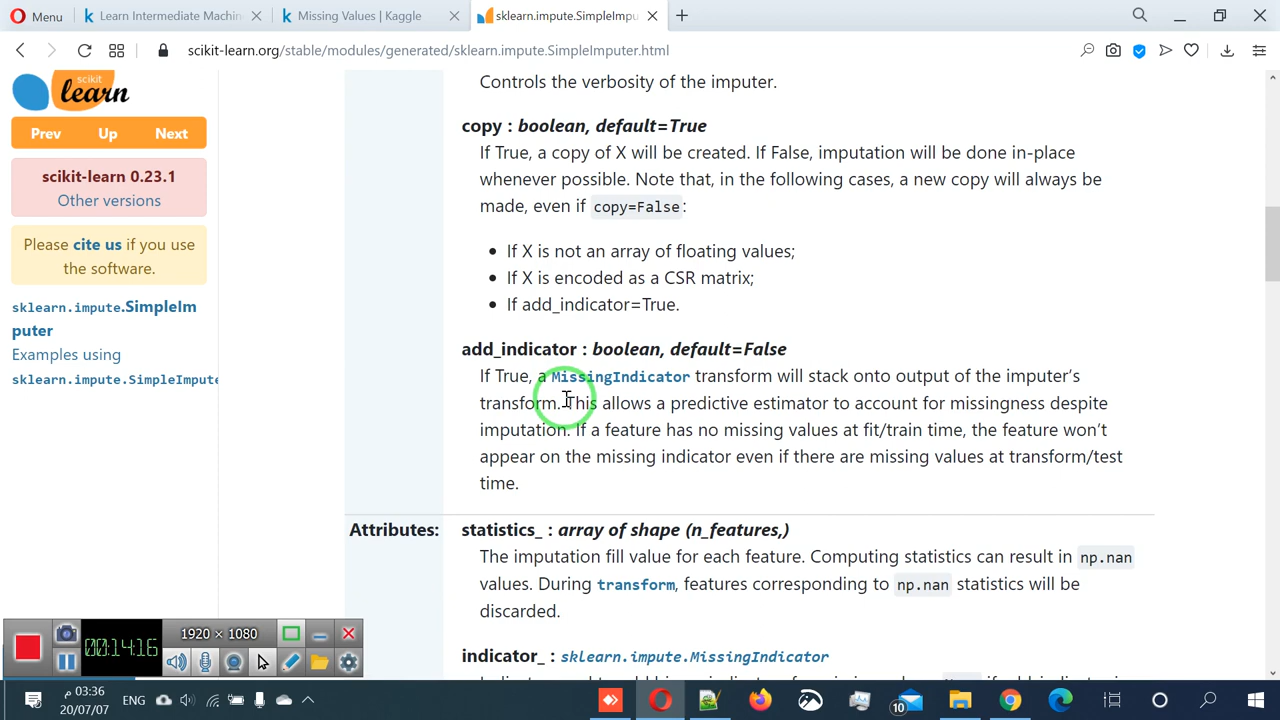 Menu
Learn Intermediate Machin
Missing Values | Kaggle
sklearn.impute.SimpleImpu
scikit-learn.org/stable/modules/generated/sklearn.impute.SimpleImputer.html
scikit
learn
Prev Up Next
scikit-learn 0.23.1
Other versions
Please cite us if you use
the software.
sklearn.impute.SimpleIm
puter
Examples using
sklearn.impute.SimpleImpute
Controls the verbosity of the imputer.
copy : boolean, default=True
If True, a copy of X will be created. If False, imputation will be done in-place
whenever possible. Note that, in the following cases, a new copy will always be
made, even if copy=False:
• If X is not an array of floating values;
• If X is encoded as a CSR matrix;
• If add_indicator=True.
add_indicator : boolean, default=False
If True, a MissingIndicator transform will stack onto output of the imputer's
transform. This allows a predictive estimator to account for missingness despite
imputation. If a feature has no missing values at fit/train time, the feature won't
appear on the missing indicator even if there are missing values at transform/test
time.
Attributes:
statistics_ : array of shape (n_features,)
The imputation fill value for each feature. Computing statistics can result in np.nan
values. During transform, features corresponding to np.nan statistics will be
discarded.
indicator_ : sklearn.impute.MissingIndicator
00:14:16
1920 × 1080
03:36 م
20/07/07
ENG
10